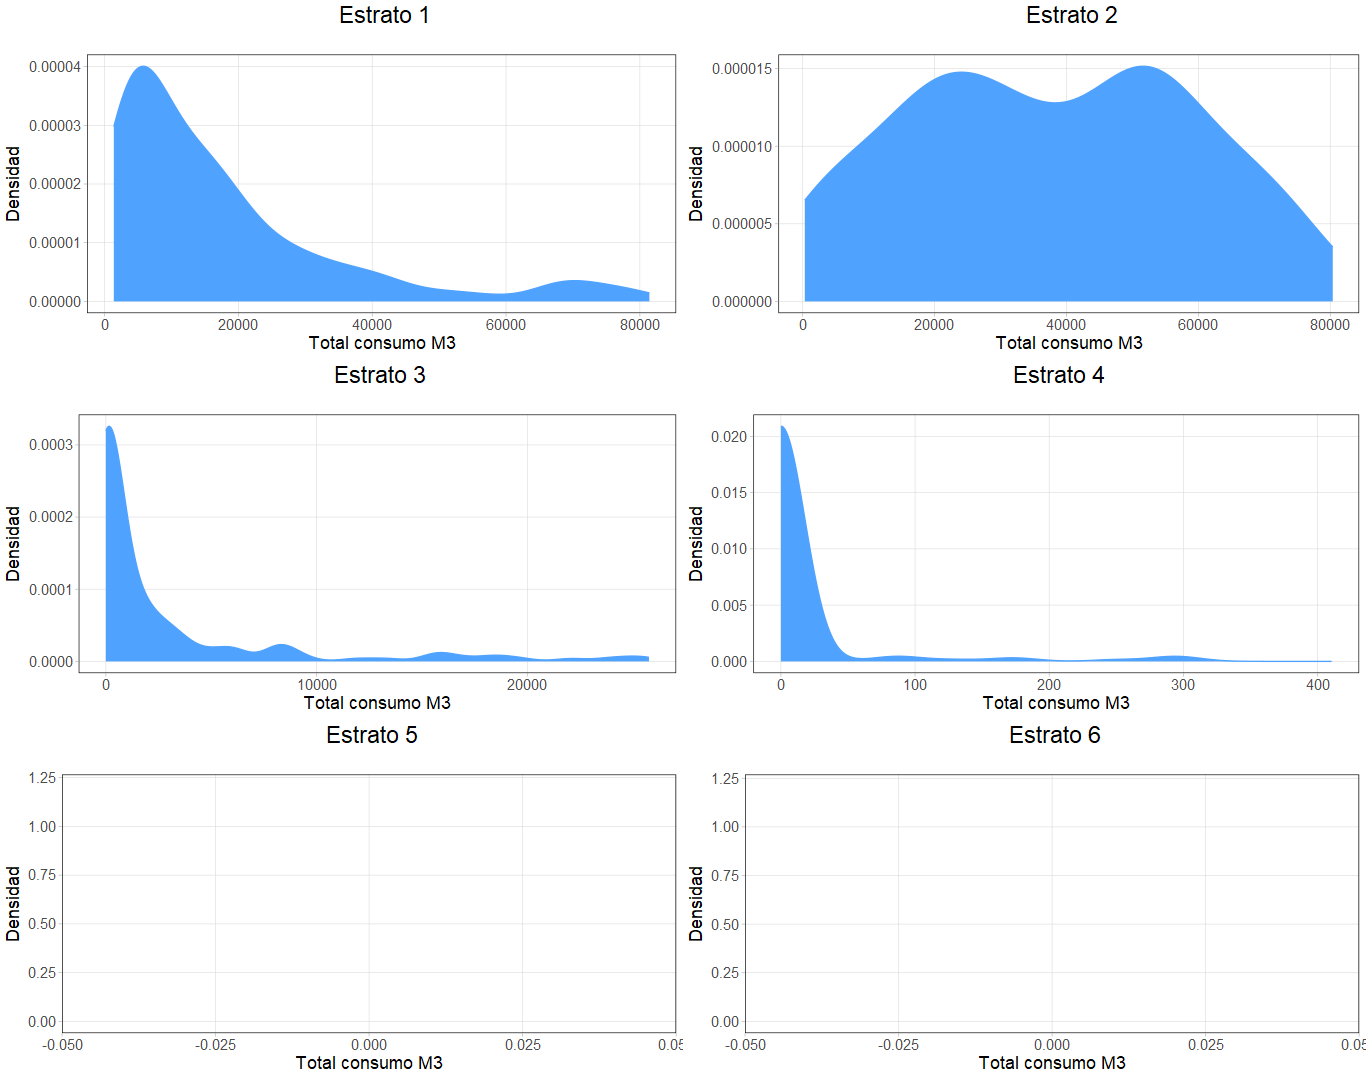 Estrato 1
Densidad
0.00004
0.00003
0.00002
0.00001
0.00000
0 20000 40000 60000 80000
Total consumo M3
Estrato 2
Densidad
0.000015
0.000010
0.000005
0.000000
0 20000 40000 60000 80000
Total consumo M3
Estrato 3
Densidad
0.0003
0.0002
0.0001
0.0000
0 10000 20000
Total consumo M3
Estrato 4
Densidad
0.020
0.015
0.010
0.005
0.000
0 100 200 300 400
Total consumo M3
Estrato 5
Densidad
1.25
1.00
0.75
0.50
0.25
0.00
-0.050 -0.025 0.000 0.025 0.05
Total consumo M3
Estrato 6
Densidad
1.25
1.00
0.75
0.50
0.25
0.00
-0.050 -0.025 0.000 0.025 0.05
Total consumo M3